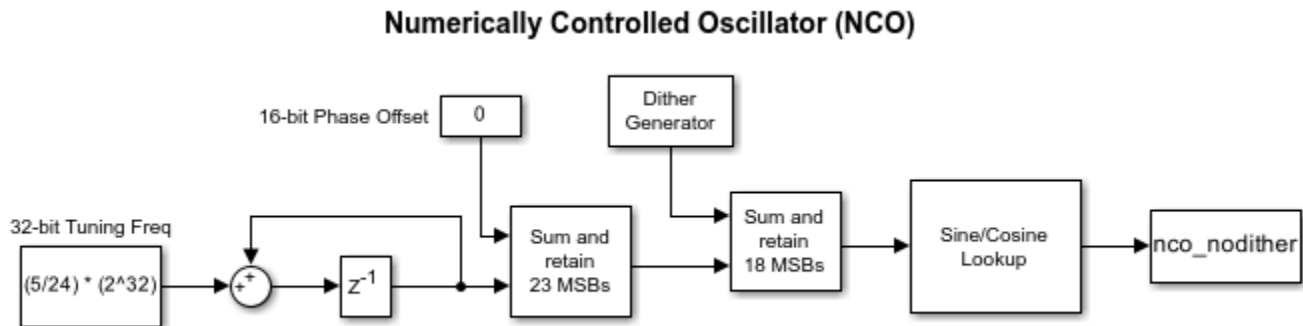 Numerically Controlled Oscillator (NCO)
16-bit Phase Offset
0
Dither
Generator
32-bit Tuning Freq
(5/24) * (2^32)
+
+
Z-1
Sum and
retain
23 MSBs
Sum and
retain
18 MSBs
Sine/Cosine
Lookup
nco_nodither